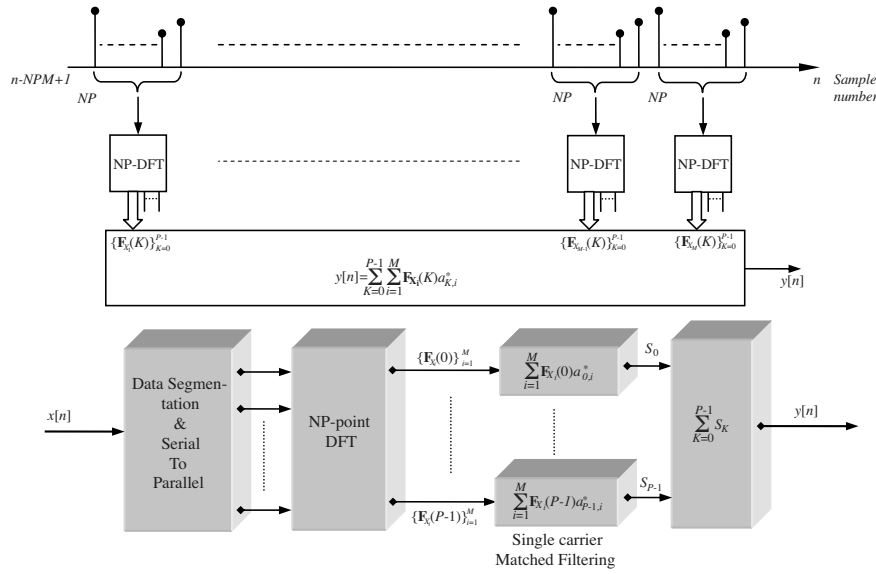 n-NPM+1 n Sample number
NP NP NP
NP-DFT NP-DFT NP-DFT
{F_{X_1}(K)}_{K=0}^{P-1} {F_{X_{M-1}}(K)}_{K=0}^{P-1} {F_{X_M}(K)}_{K=0}^{P-1}
y[n]=∑_{K=0}^{P-1}∑_{i=1}^{M}F_{X_i}(K)a^*_{K,i}
y[n]
x[n]
Data Segmen-
tation
&
Serial
To
Parallel
NP-point
DFT
{F_{X_i}(0)}_{i=1}^{M}
∑_{i=1}^{M}F_{X_i}(0)a^*_{0,i}
S_0
{F_{X_i}(P-1)}_{i=1}^{M}
∑_{i=1}^{M}F_{X_i}(P-1)a^*_{P-1,i}
S_{P-1}
∑_{K=0}^{P-1}S_K
y[n]
Single carrier
Matched Filtering